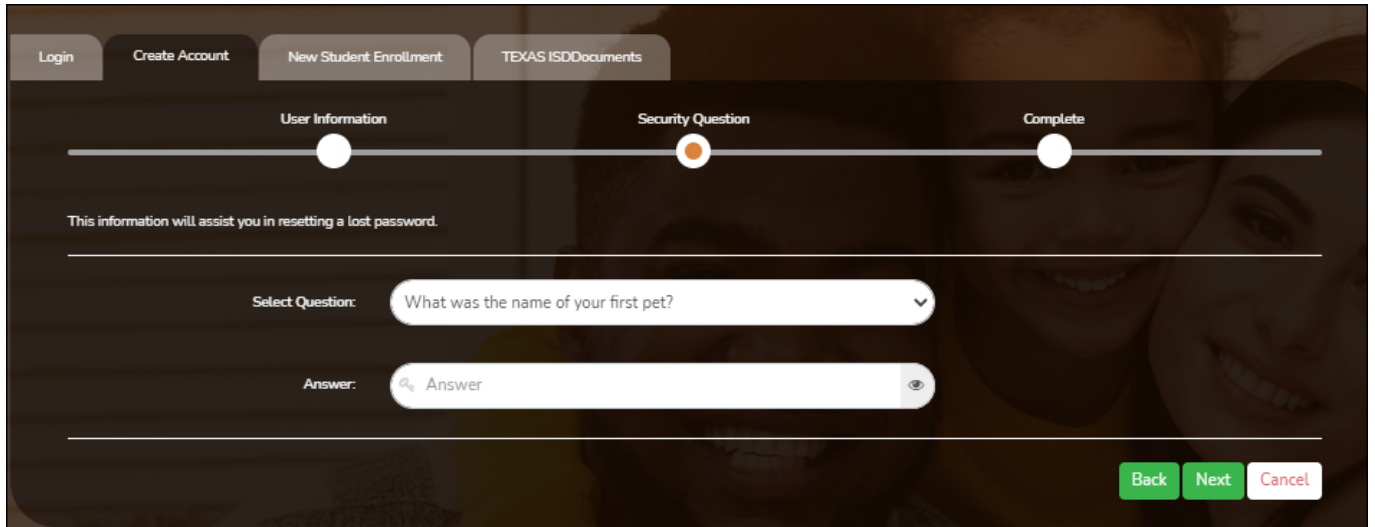 Login Create Account New Student Enrollment TEXAS ISDDocuments
User Information Security Question Complete
This information will assist you in resetting a lost password.
Select Question: What was the name of your first pet?
Answer: Answer
Back Next Cancel